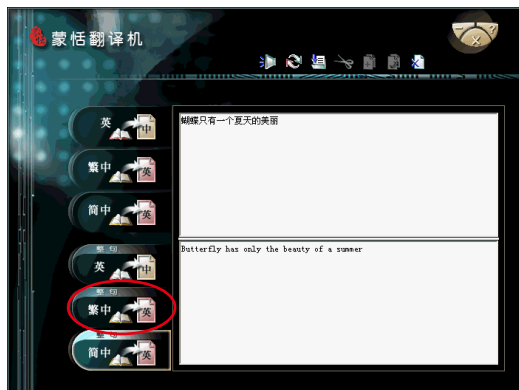 蒙恬翻译机
英 中
繁中 英
简中 英
整句
英 中
整句
繁中 英
整句
简中 英
蝴蝶只有一个夏天的美丽
Butterfly has only the beauty of a summer